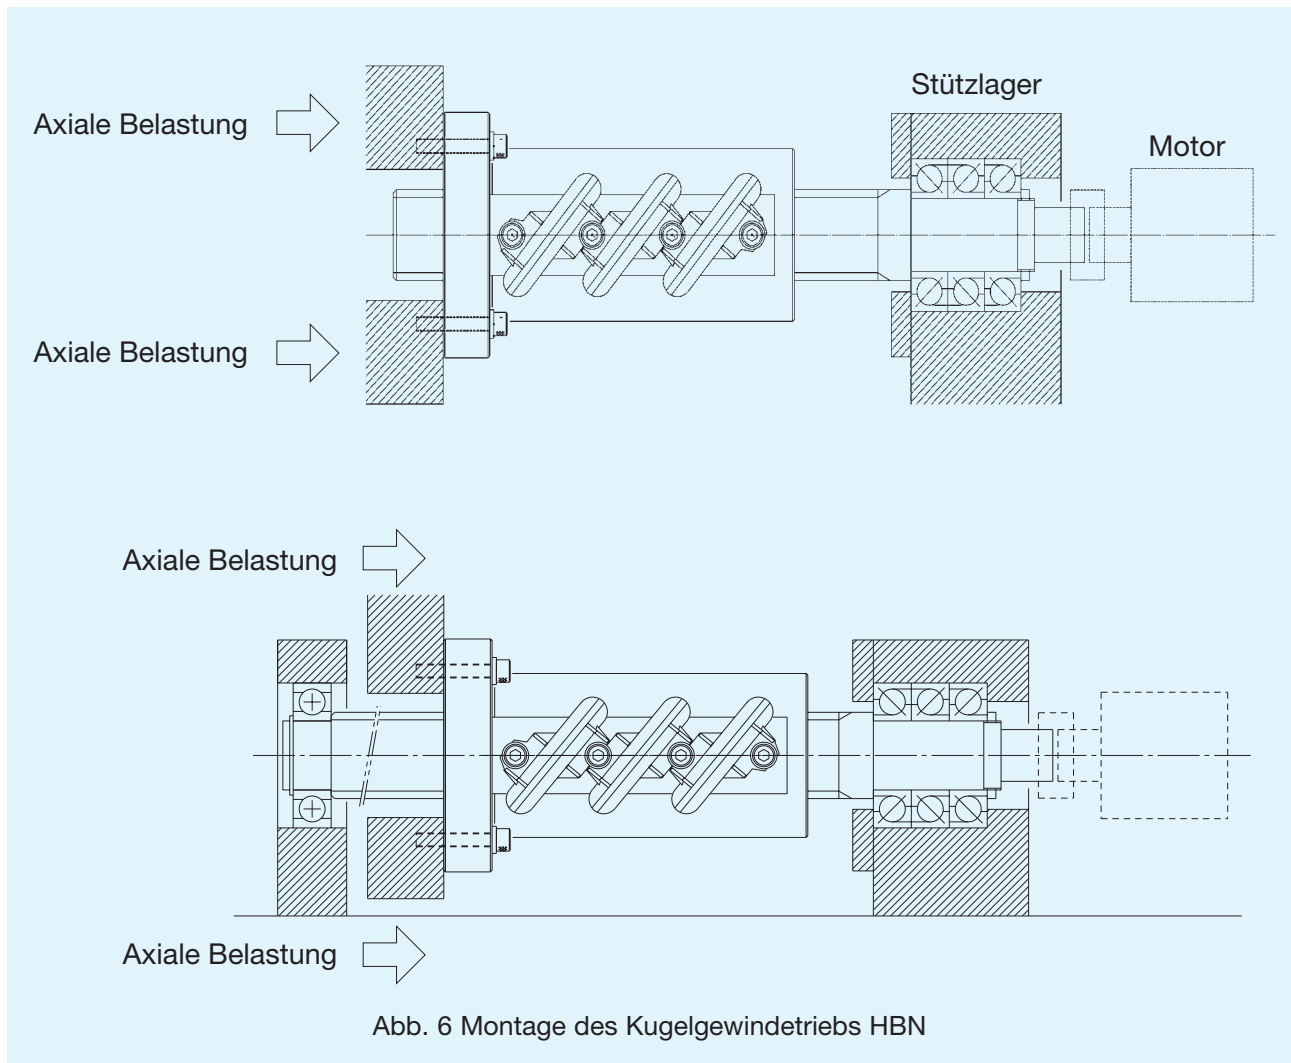 Stützlager
Axiale Belastung
Motor
Axiale Belastung
Axiale Belastung
Axiale Belastung
Abb. 6 Montage des Kugelgewindetriebs HBN